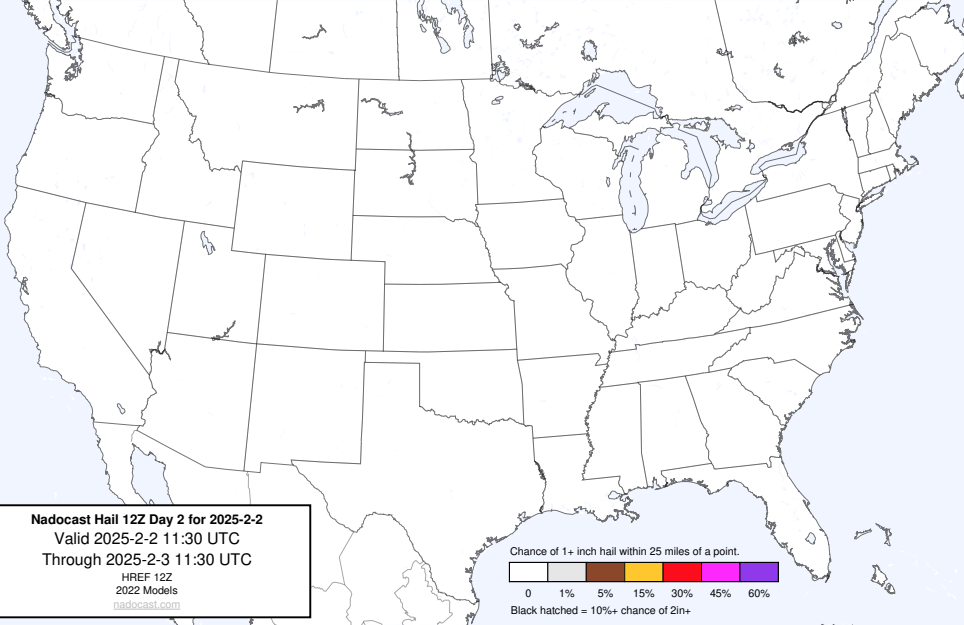 Nadocast Hail 12Z Day 2 for 2025-2-2
Valid 2025-2-2 11:30 UTC
Through 2025-2-3 11:30 UTC
HREF 12Z
2022 Models
nadocast.com
Chance of 1+ inch hail within 25 miles of a point.
0 1% 5% 15% 30% 45% 60%
Black hatched = 10%+ chance of 2in+